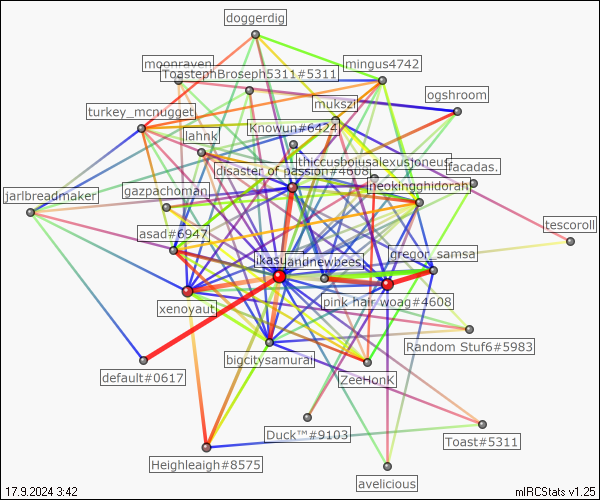 doggerdig
moonraven
mingus4742
ToastephBroseph5311#5311
ogshroom
mukszi
turkey_mcnugget
Knowun#6424
lahnk
thiccusboiusalexusjoneus
facadas.
disaster of passion#4608
jarlbreadmaker
gazpachoman
neokingghidorah
tescoroll
asad#6947
gregor_samsa
ikasu
andnewbees
xenoyaut
pink hair woag#4608
Random Stuf6#5983
bigcitysamurai
default#0617
ZeeHonK
Duck™#9103
Toast#5311
Heighleaigh#8575
avelicious
17.9.2024 3:42
mIRCStats v1.25